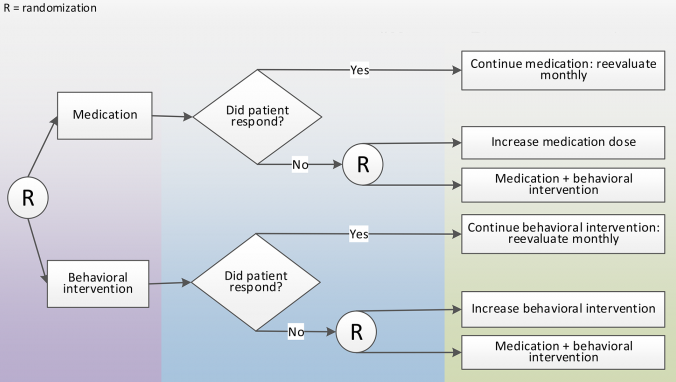 R = randomization
Yes
Continue medication: reevaluate
monthly
Medication
Did patient
respond?
No
R
Increase medication dose
Medication + behavioral
intervention
R
Yes
Continue behavioral intervention:
reevaluate monthly
Behavioral
intervention
Did patient
respond?
No
R
Increase behavioral intervention
Medication + behavioral
intervention